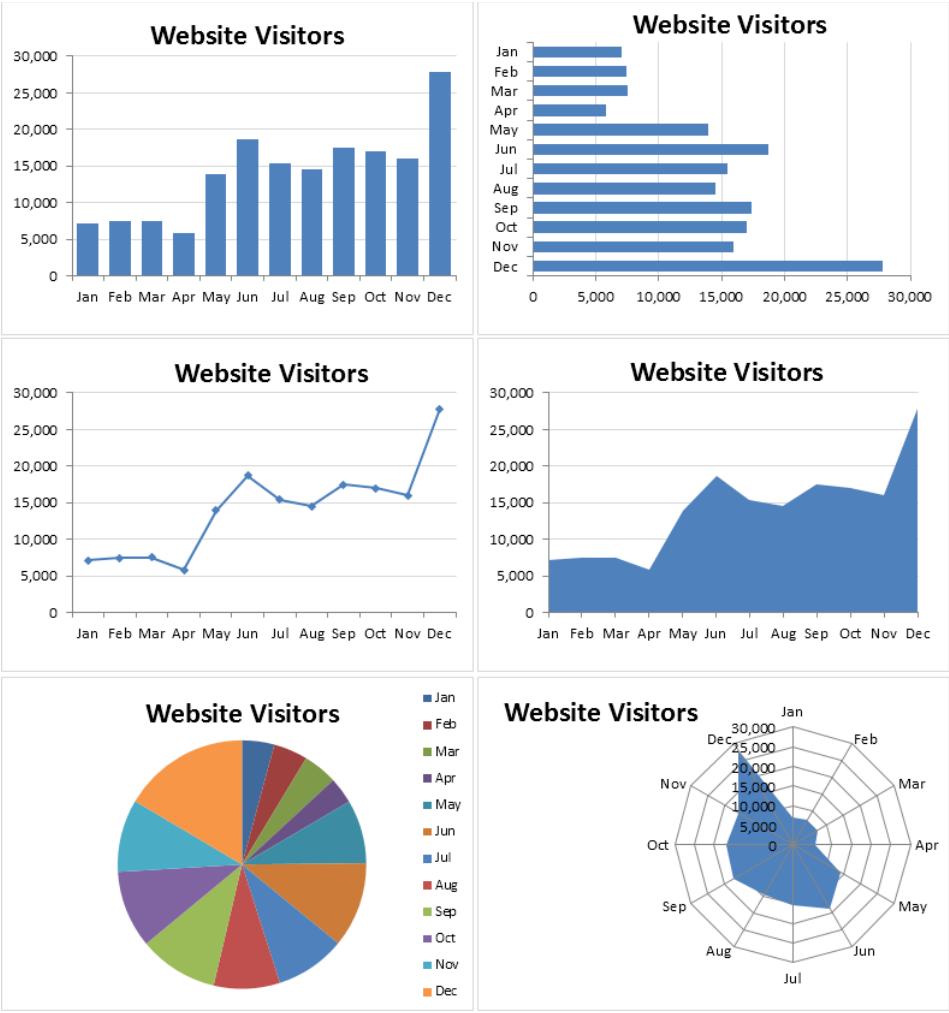 Website Visitors
30,000
25,000
20,000
15,000
10,000
5,000
0
Jan Feb Mar Apr May Jun Jul Aug Sep Oct Nov Dec
Website Visitors
Jan
Feb
Mar
Apr
May
Jun
Jul
Aug
Sep
Oct
Nov
Dec
0 5,000 10,000 15,000 20,000 25,000 30,000
Website Visitors
30,000
25,000
20,000
15,000
10,000
5,000
0
Jan Feb Mar Apr May Jun Jul Aug Sep Oct Nov Dec
Website Visitors
30,000
25,000
20,000
15,000
10,000
5,000
0
Jan Feb Mar Apr May Jun Jul Aug Sep Oct Nov Dec
Website Visitors
Jan
Feb
Mar
Apr
May
Jun
Jul
Aug
Sep
Oct
Nov
Dec
Website Visitors
Jan
Feb
Mar
Apr
May
Jun
Jul
Aug
Sep
Oct
Nov
Dec
30,000
25,000
20,000
15,000
10,000
5,000
0